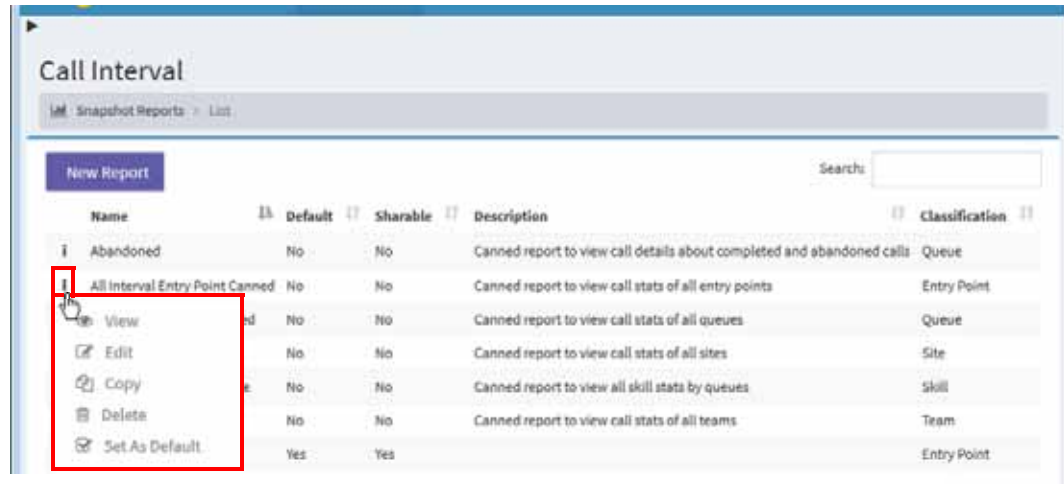 Call Interval
Snapshot Reports > List
New Report
Search:
Name Default Sharable Description Classification
Abandoned No No Canned report to view call details about completed and abandoned calls Queue
All Interval Entry Point Canned No No Canned report to view call stats of all entry points Entry Point
View ed No No Canned report to view call stats of all queues Queue
Edit No No Canned report to view call stats of all sites Site
Copy e No No Canned report to view all skill stats by queues Skill
Delete No No Canned report to view call stats of all teams Team
Set As Default Yes Yes Entry Point